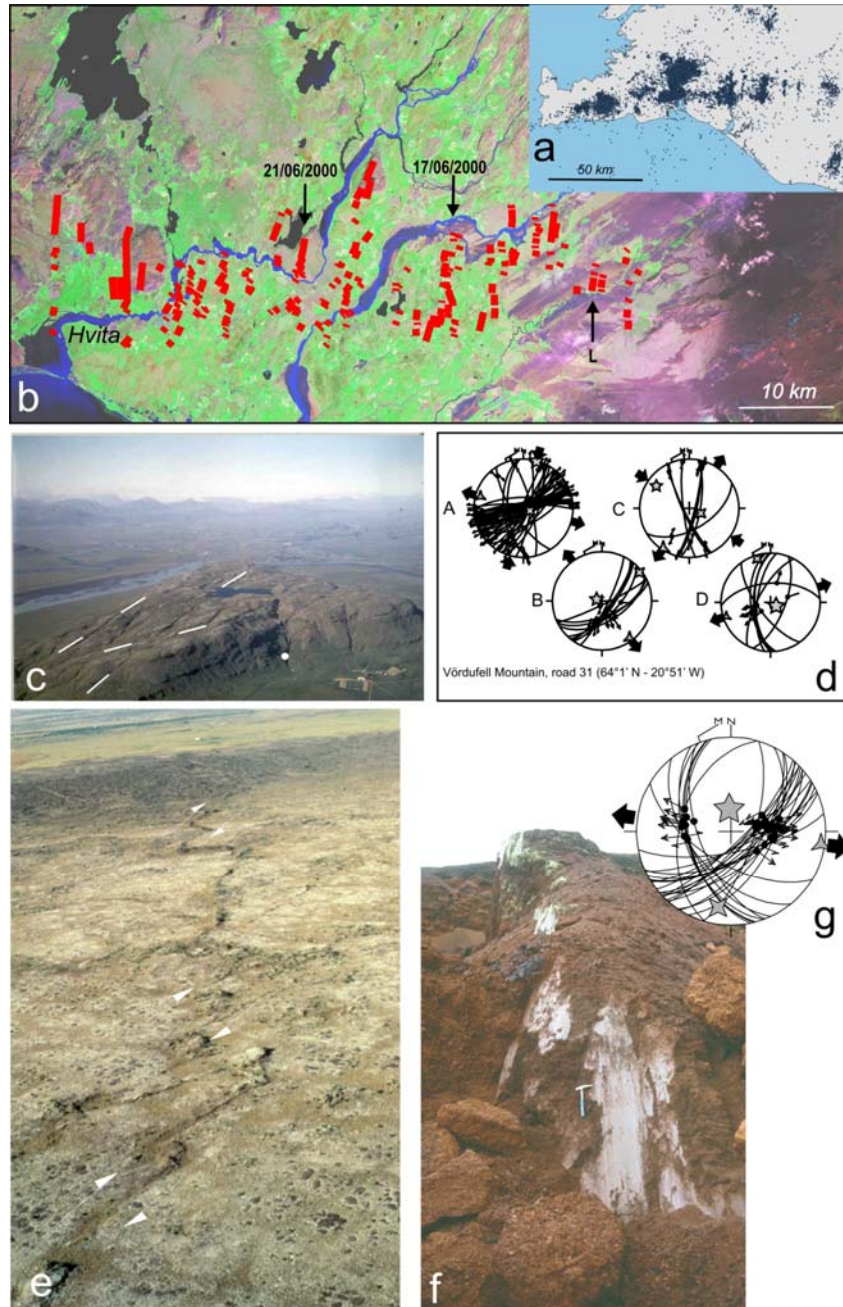 a
50 km
21/06/2000
17/06/2000
Hvita
L
b
10 km
c
A
B
C
D
M N
M N
M N
M N
Vördufell Mountain, road 31 (64°1' N - 20°51' W)
d
e
M N
g
f